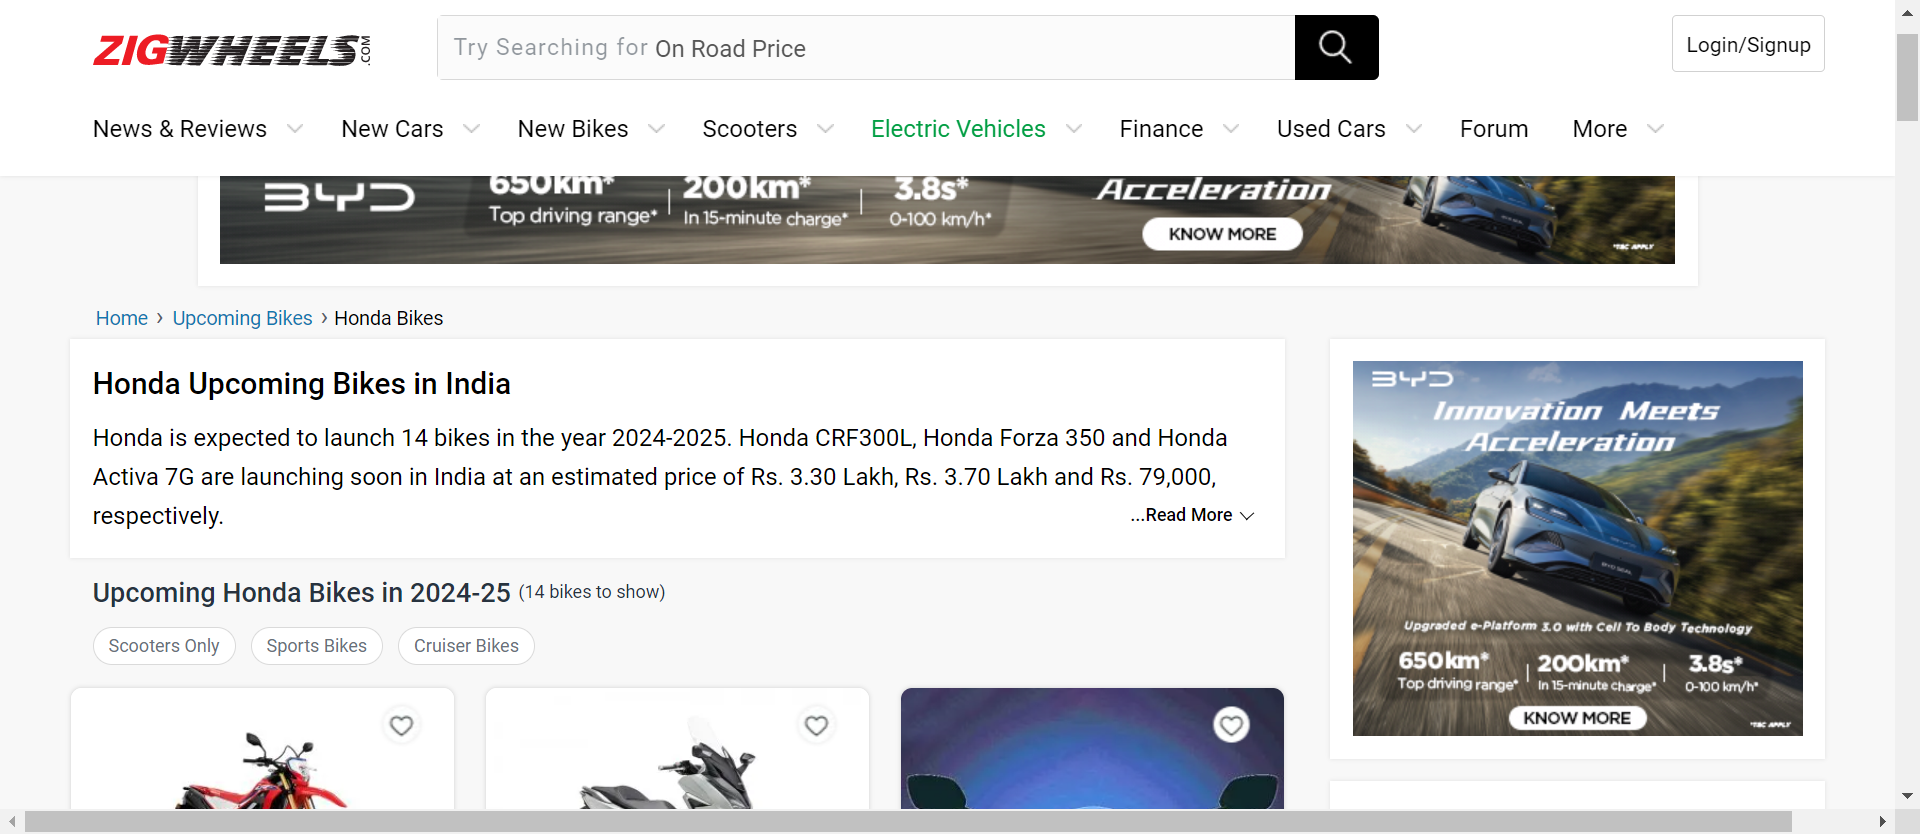 ZIGWHEELS.COM
Try Searching for On Road Price
Login/Signup
News & Reviews New Cars New Bikes Scooters Electric Vehicles Finance Used Cars Forum More
BYD
650km* 200km* 3.8s* Acceleration
Top driving range* In 15-minute charge* 0-100 km/h*
KNOW MORE
*T&C APPLY
Home › Upcoming Bikes › Honda Bikes
Honda Upcoming Bikes in India
Honda is expected to launch 14 bikes in the year 2024-2025. Honda CRF300L, Honda Forza 350 and Honda
Activa 7G are launching soon in India at an estimated price of Rs. 3.30 Lakh, Rs. 3.70 Lakh and Rs. 79,000,
respectively.
...Read More
Upcoming Honda Bikes in 2024-25 (14 bikes to show)
Scooters Only Sports Bikes Cruiser Bikes
BYD
Innovation Meets
Acceleration
BYD
BYD SEAL
Upgraded e-Platform 3.0 with Cell To Body Technology
650km* 200km* 3.8s*
Top driving range* In 15-minute charge* 0-100 km/h*
KNOW MORE
*T&C APPLY